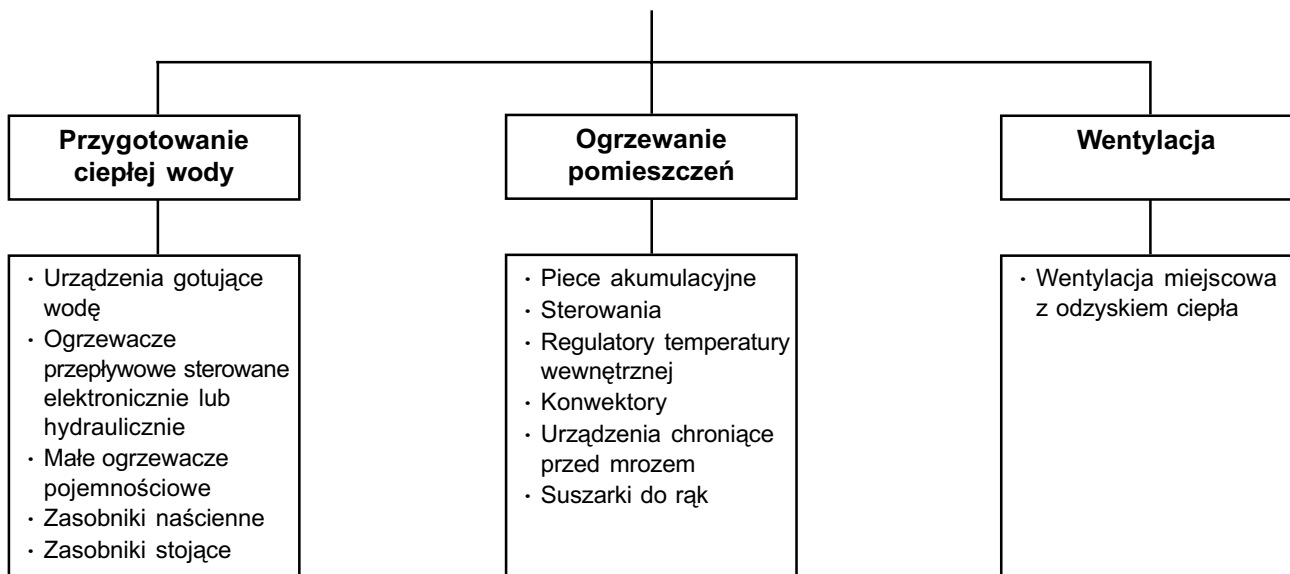 Przygotowanie
ciepłej wody
· Urządzenia gotujące
wodę
· Ogrzewacze
przepływowe sterowane
elektronicznie lub
hydraulicznie
· Małe ogrzewacze
pojemnościowe
· Zasobniki naścienne
· Zasobniki stojące
Ogrzewanie
pomieszczeń
· Piece akumulacyjne
· Sterowania
· Regulatory temperatury
wewnętrznej
· Konwektory
· Urządzenia chroniące
przed mrozem
· Suszarki do rąk
Wentylacja
· Wentylacja miejscowa
z odzyskiem ciepła